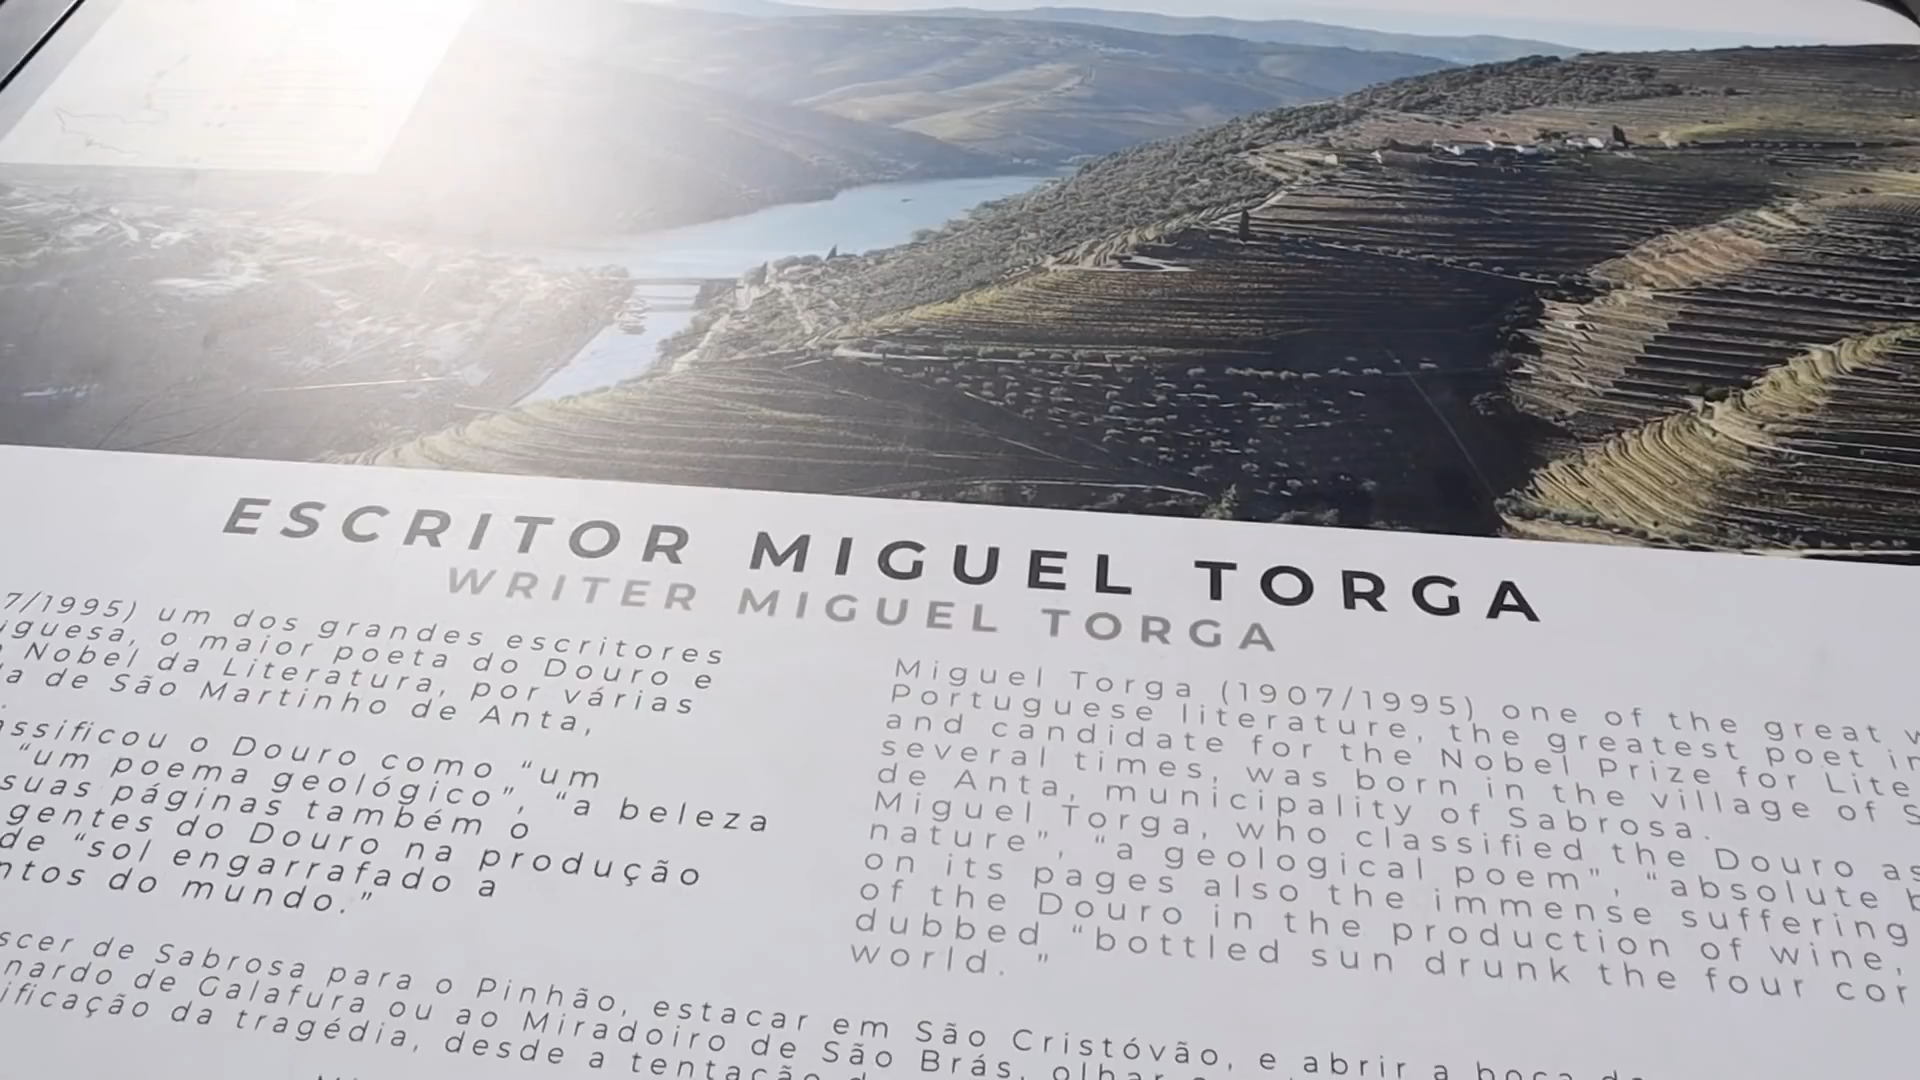 ESCRITOR MIGUEL TORGA
WRITER MIGUEL TORGA
7/1995) um dos grandes escritores
iguesa, o maior poeta do Douro e
Nobel da Literatura, por várias
a de São Martinho de Anta,
ssificou o Douro como “um
“um poema geológico”, “a beleza
suas páginas também o
gentes do Douro na produção
de “sol engarrafado a
ntos do mundo.”
Miguel Torga (1907/1995) one of the great
Portuguese literature, the greatest poet in
and candidate for the Nobel Prize for Lite
several times, was born in the village of S
de Anta, municipality of Sabrosa.
Miguel Torga, who classified the Douro as
nature”, “a geological poem”, “absolute b
on its pages also the immense suffering
of the Douro in the production of wine,
dubbed “bottled sun drunk the four cor
world. ”
scer de Sabrosa para o Pinhão, estacar em São Cristóvão, e abrir a boca de
nardo de Galafura ou ao Miradoiro de São Brás, olhar
ificação da tragédia, desde a tentação